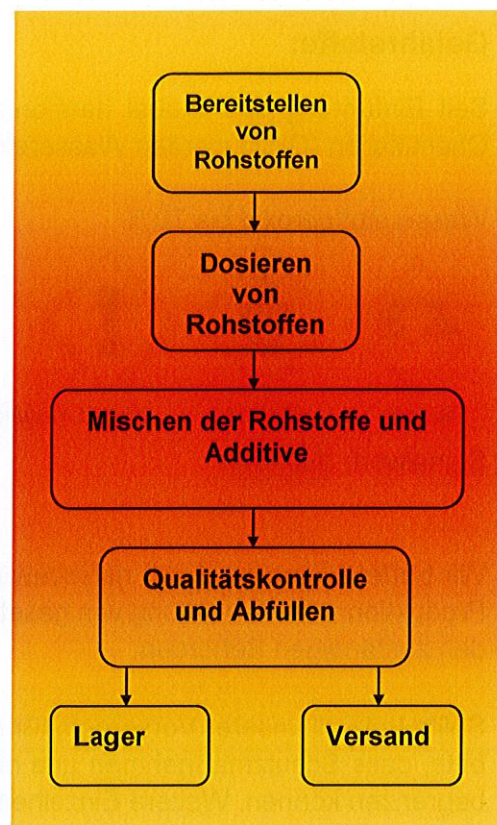 Bereitstellen
von
Rohstoffen
Dosieren
von
Rohstoffen
Mischen der Rohstoffe und
Additive
Qualitätskontrolle
und Abfüllen
Lager
Versand